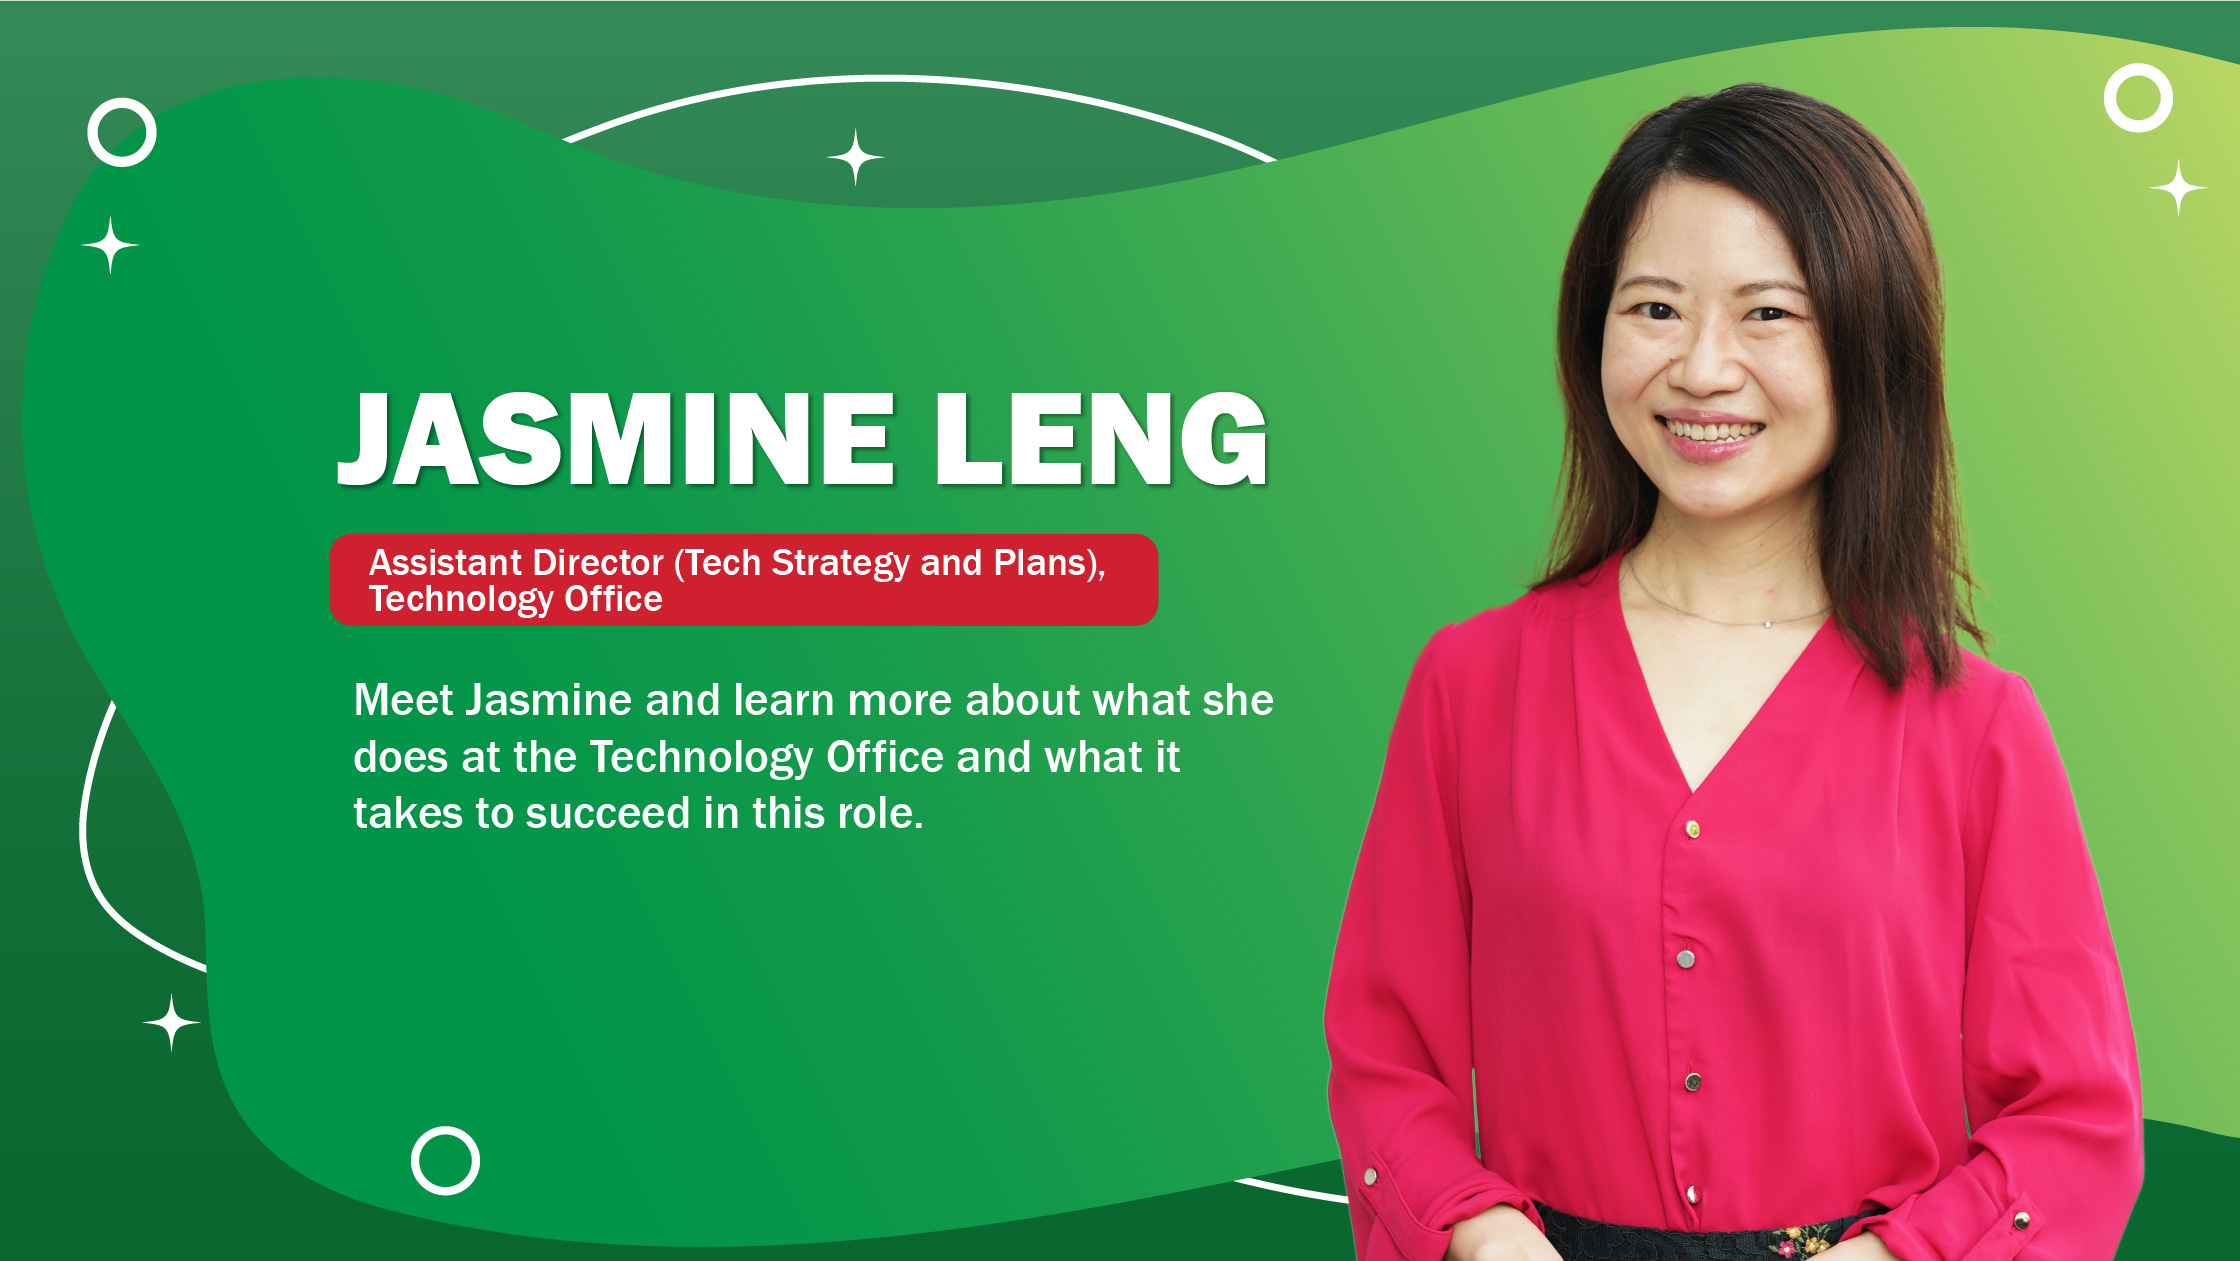 JASMINE LENG
Assistant Director (Tech Strategy and Plans),
Technology Office
Meet Jasmine and learn more about what she
does at the Technology Office and what it
takes to succeed in this role.